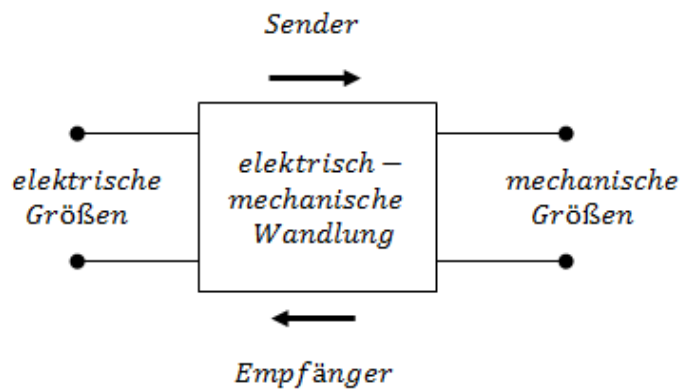 Sender
elektrische
Größen
elektrisch –
mechanische
Wandlung
mechanische
Größen
Empfänger